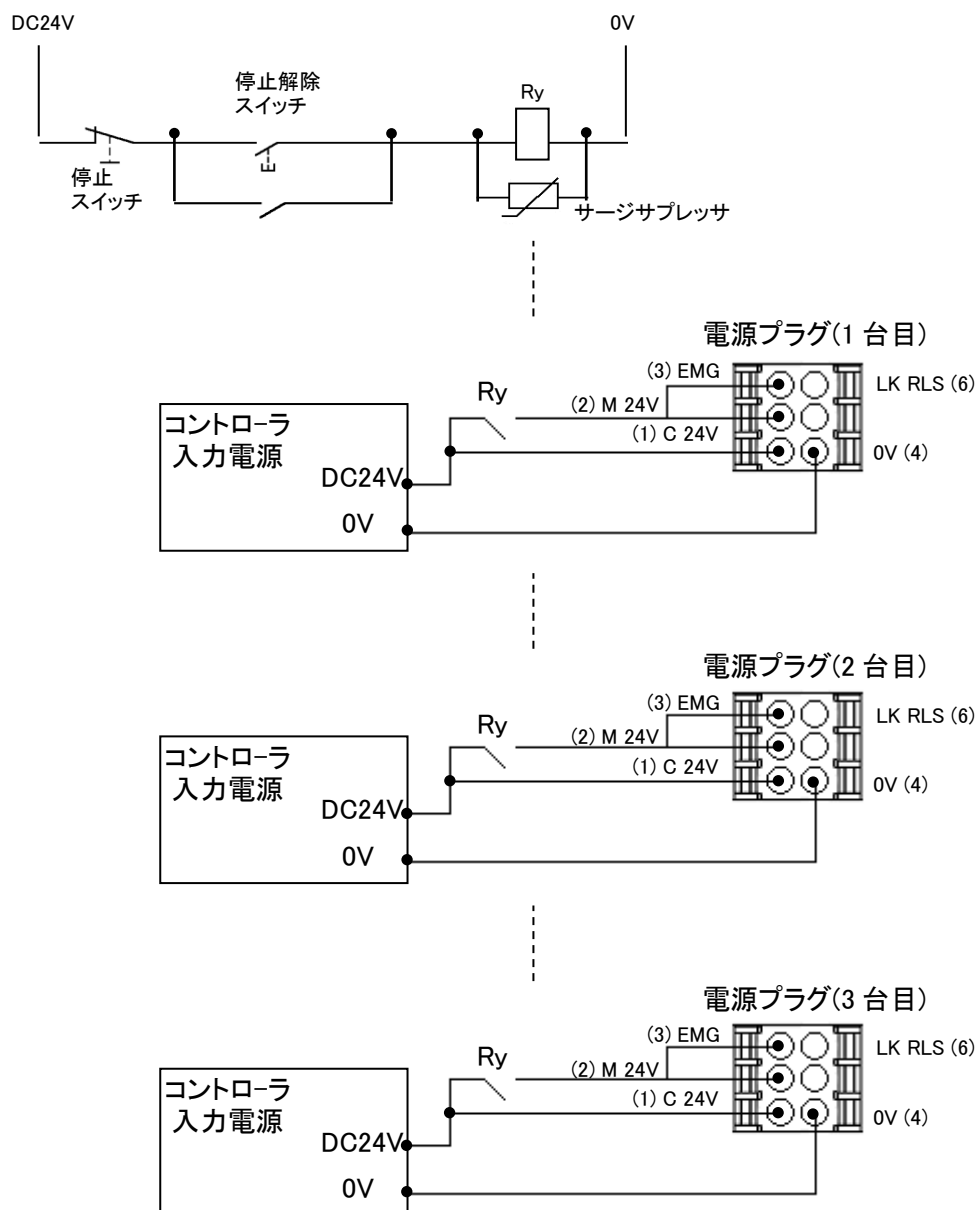 DC24V
0V
停止解除
スイッチ
Ry
停止
スイッチ
サージサプレッサ
電源プラグ(1 台目)
(3) EMG
LK RLS (6)
Ry
(2) M 24V
(1) C 24V
0V (4)
コントロ-ラ
入力電源
DC24V
0V
電源プラグ(2 台目)
(3) EMG
LK RLS (6)
Ry
(2) M 24V
(1) C 24V
0V (4)
コントロ-ラ
入力電源
DC24V
0V
電源プラグ(3 台目)
(3) EMG
LK RLS (6)
Ry
(2) M 24V
(1) C 24V
0V (4)
コントロ-ラ
入力電源
DC24V
0V